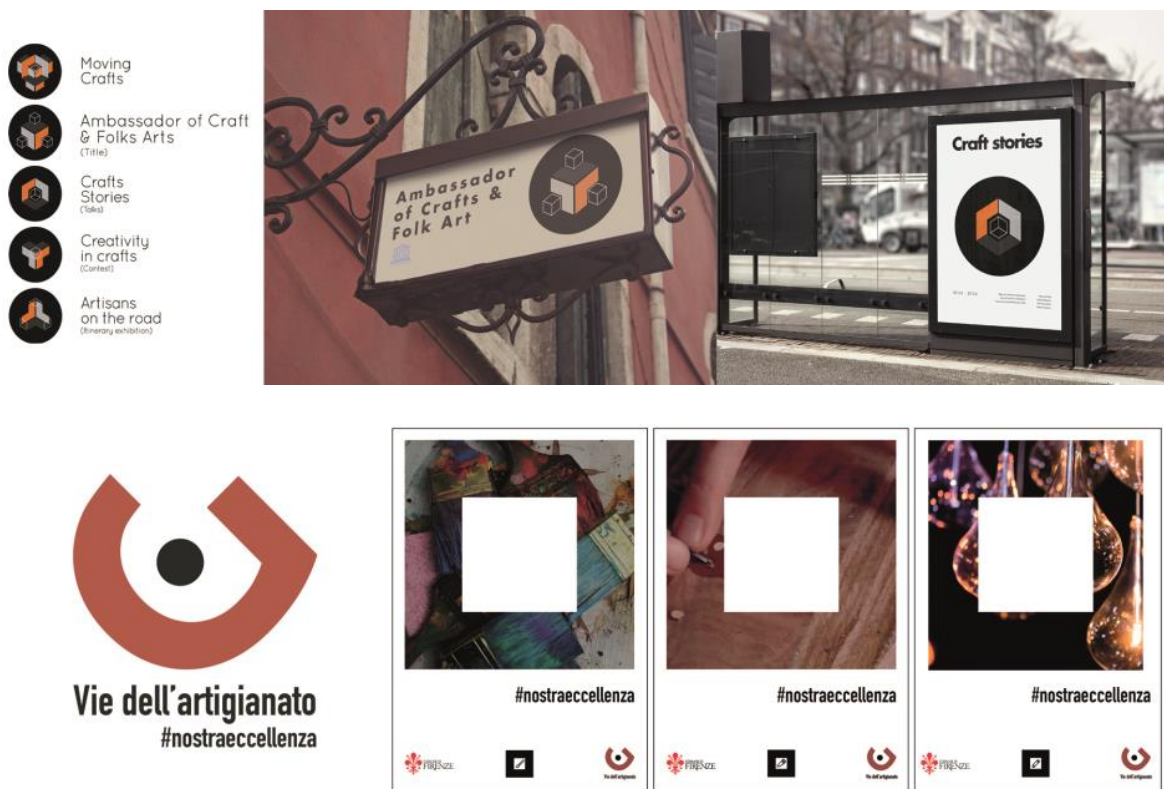 Moving
Crafts
Ambassador of Craft
& Folks Arts
(Title)
Crafts
Stories
(Talks)
Creativity
in crafts
(Contest)
Artisans
on the road
(Itinerary exhibition)
Ambassador
of Crafts &
Folk Art
Craft stories
Vie dell'artigianato
#nostraeccellenza
#nostraeccellenza
FIRENZE
Vie dell'artigianato
#nostraeccellenza
FIRENZE
Vie dell'artigianato
#nostraeccellenza
FIRENZE
Vie dell'artigianato